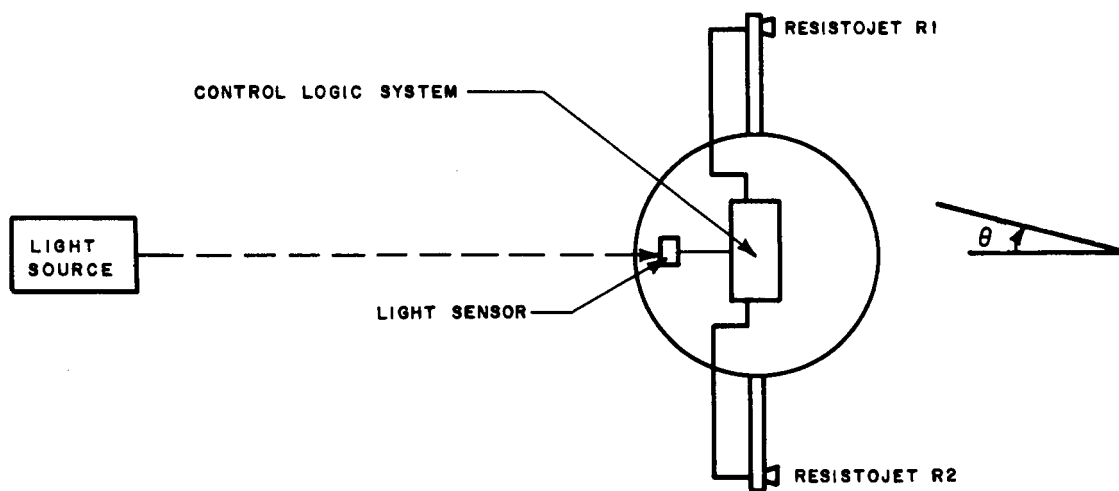 RESISTOJET R1
CONTROL LOGIC SYSTEM
LIGHT
SOURCE
θ
LIGHT SENSOR
RESISTOJET R2